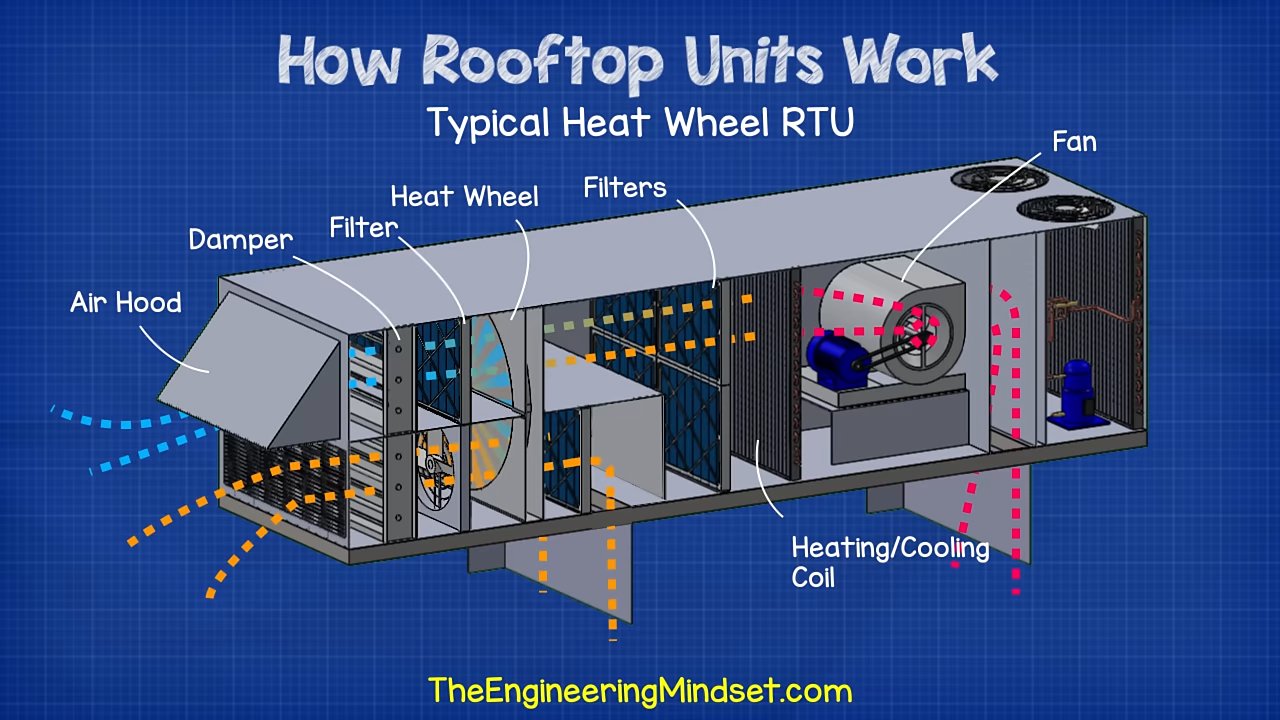 How Rooftop Units Work
Typical Heat Wheel RTU
Fan
Heat Wheel
Filters
Filter
Damper
Air Hood
Heating/Cooling
Coil
TheEngineeringMindset.com